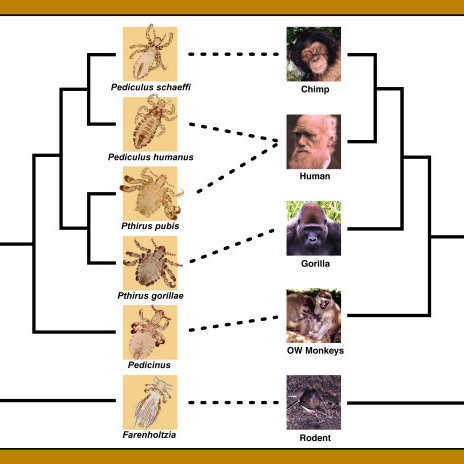 Pediculus schaeffi
Chimp
Pediculus humanus
Human
Pthirus pubis
Gorilla
Pthirus gorillae
OW Monkeys
Pedicinus
Farenholtzia
Rodent